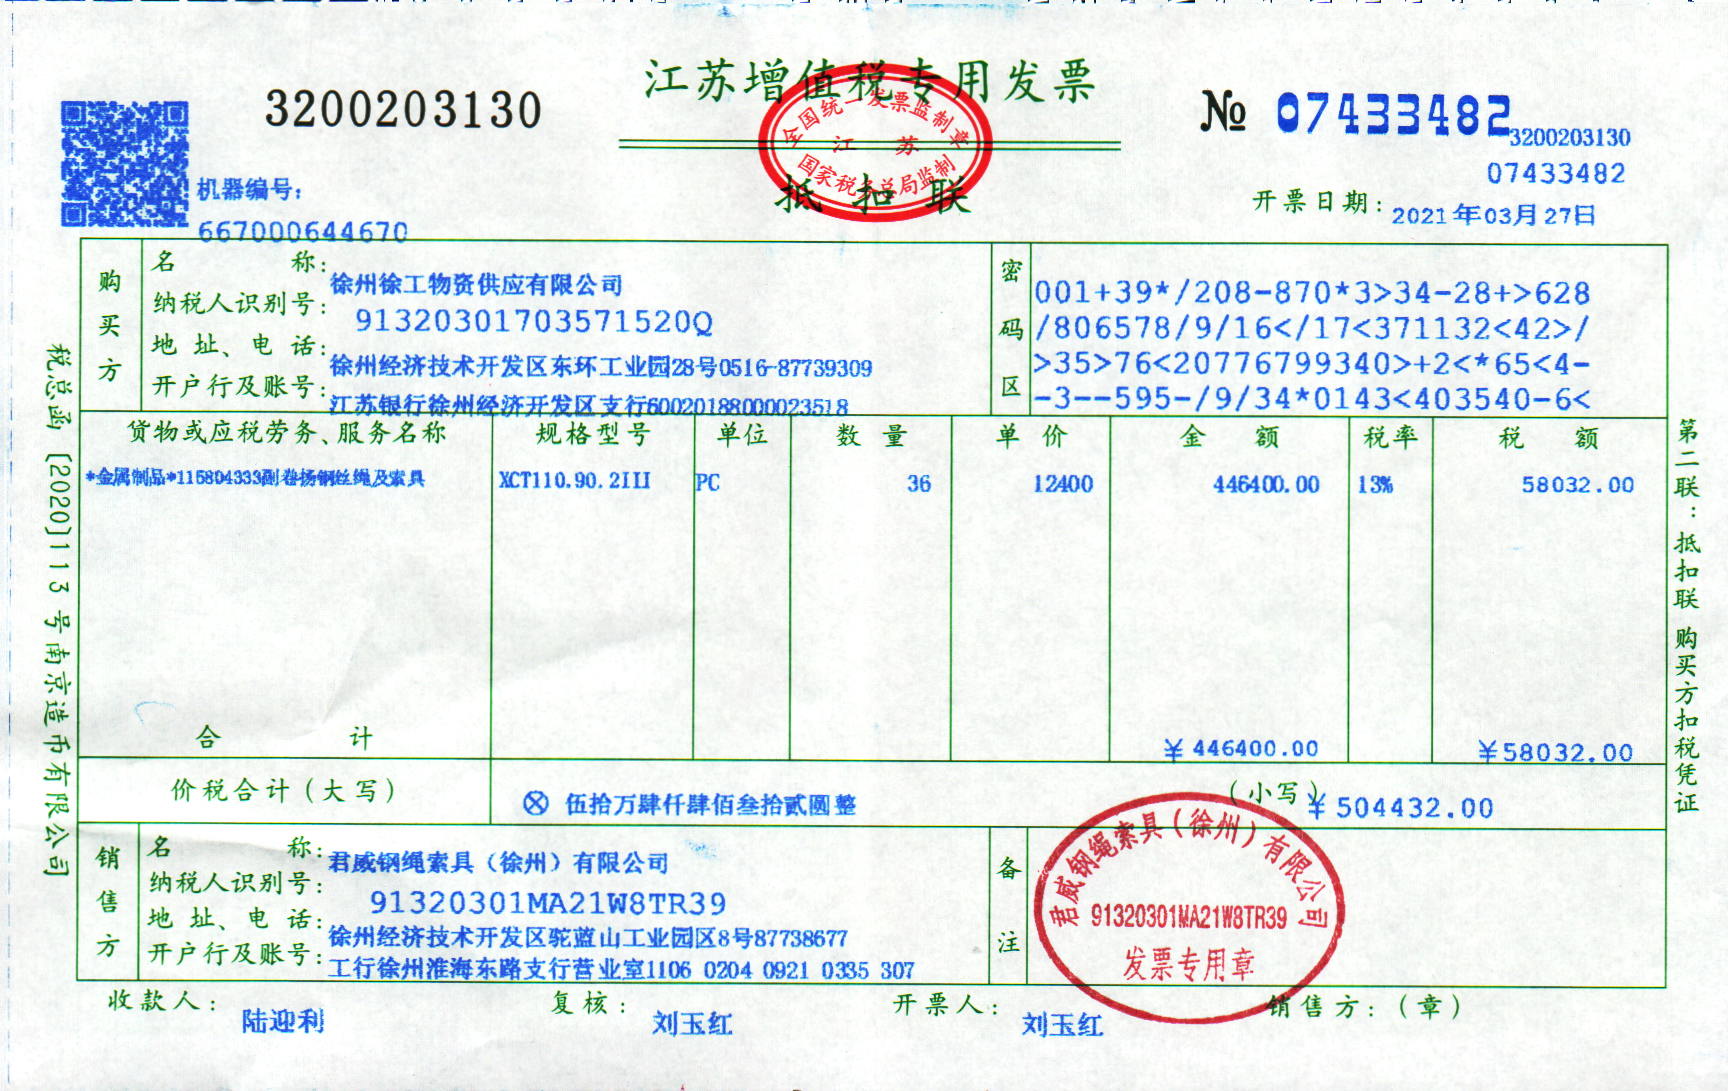 江苏增值税专用发票
3200203130
№ 07433482
3200203130
07433482
全国统一发票监制章
江 苏
国家税务总局监制
抵扣联
机器编号:
667000644670
开票日期: 2021年03月27日
购买方
名 称: 徐州徐工物资供应有限公司
纳税人识别号: 91320301703571520Q
地 址、电 话: 徐州经济技术开发区东环工业园28号0516-87739309
开户行及账号: 江苏银行徐州经济开发区支行60020188000023518
密码区
001+39*/208-870*3>34-28+>628
/806578/9/16</17<371132<42>/
>35>76<20776799340>+2<*65<4-
-3--595-/9/34*0143<403540-6<
货物或应税劳务、服务名称 规格型号 单位 数 量 单 价 金 额 税率 税 额
*金属制品*115804333副卷扬钢丝绳及索具 XCT110.90.2III PC 36 12400 446400.00 13% 58032.00
合 计 ¥446400.00 ¥58032.00
价税合计(大写) ⊗ 伍拾万肆仟肆佰叁拾贰圆整 (小写) ¥504432.00
销售方
名 称: 君威钢绳索具(徐州)有限公司
纳税人识别号: 91320301MA21W8TR39
地 址、电 话: 徐州经济技术开发区驼蓝山工业园区8号87738677
开户行及账号: 工行徐州淮海东路支行营业室1106 0204 0921 0335 307
备注
君威钢绳索具(徐州)有限公司
91320301MA21W8TR39
发票专用章
收款人: 陆迎利 复核: 刘玉红 开票人: 刘玉红 销售方:(章)
税总函[2020]113号南京造币有限公司
第二联:抵扣联 购买方扣税凭证